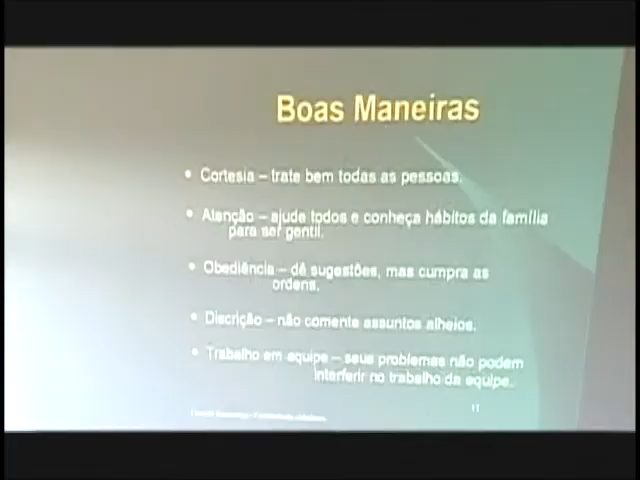 Boas Maneiras
• Cortesia – trate bem todas as pessoas.
• Atenção – ajude todos e conheça hábitos da família
para ser gentil.
• Obediência – dê sugestões, mas cumpra as
ordens.
• Discrição – não comente assuntos alheios.
• Trabalho em equipe – seus problemas não podem
interferir no trabalho da equipe.
11